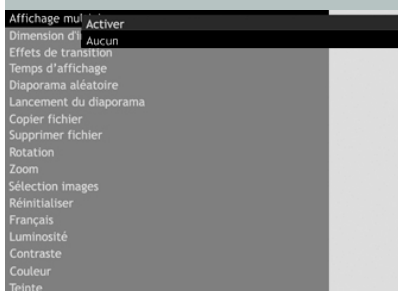 Affichage
Activer
Dimension
Aucun
Effets de transition
Temps d'affichage
Diaporama aléatoire
Lancement du diaporama
Copier fichier
Supprimer fichier
Rotation
Zoom
Sélection images
Réinitialiser
Français
Luminosité
Contraste
Couleur
Teinte